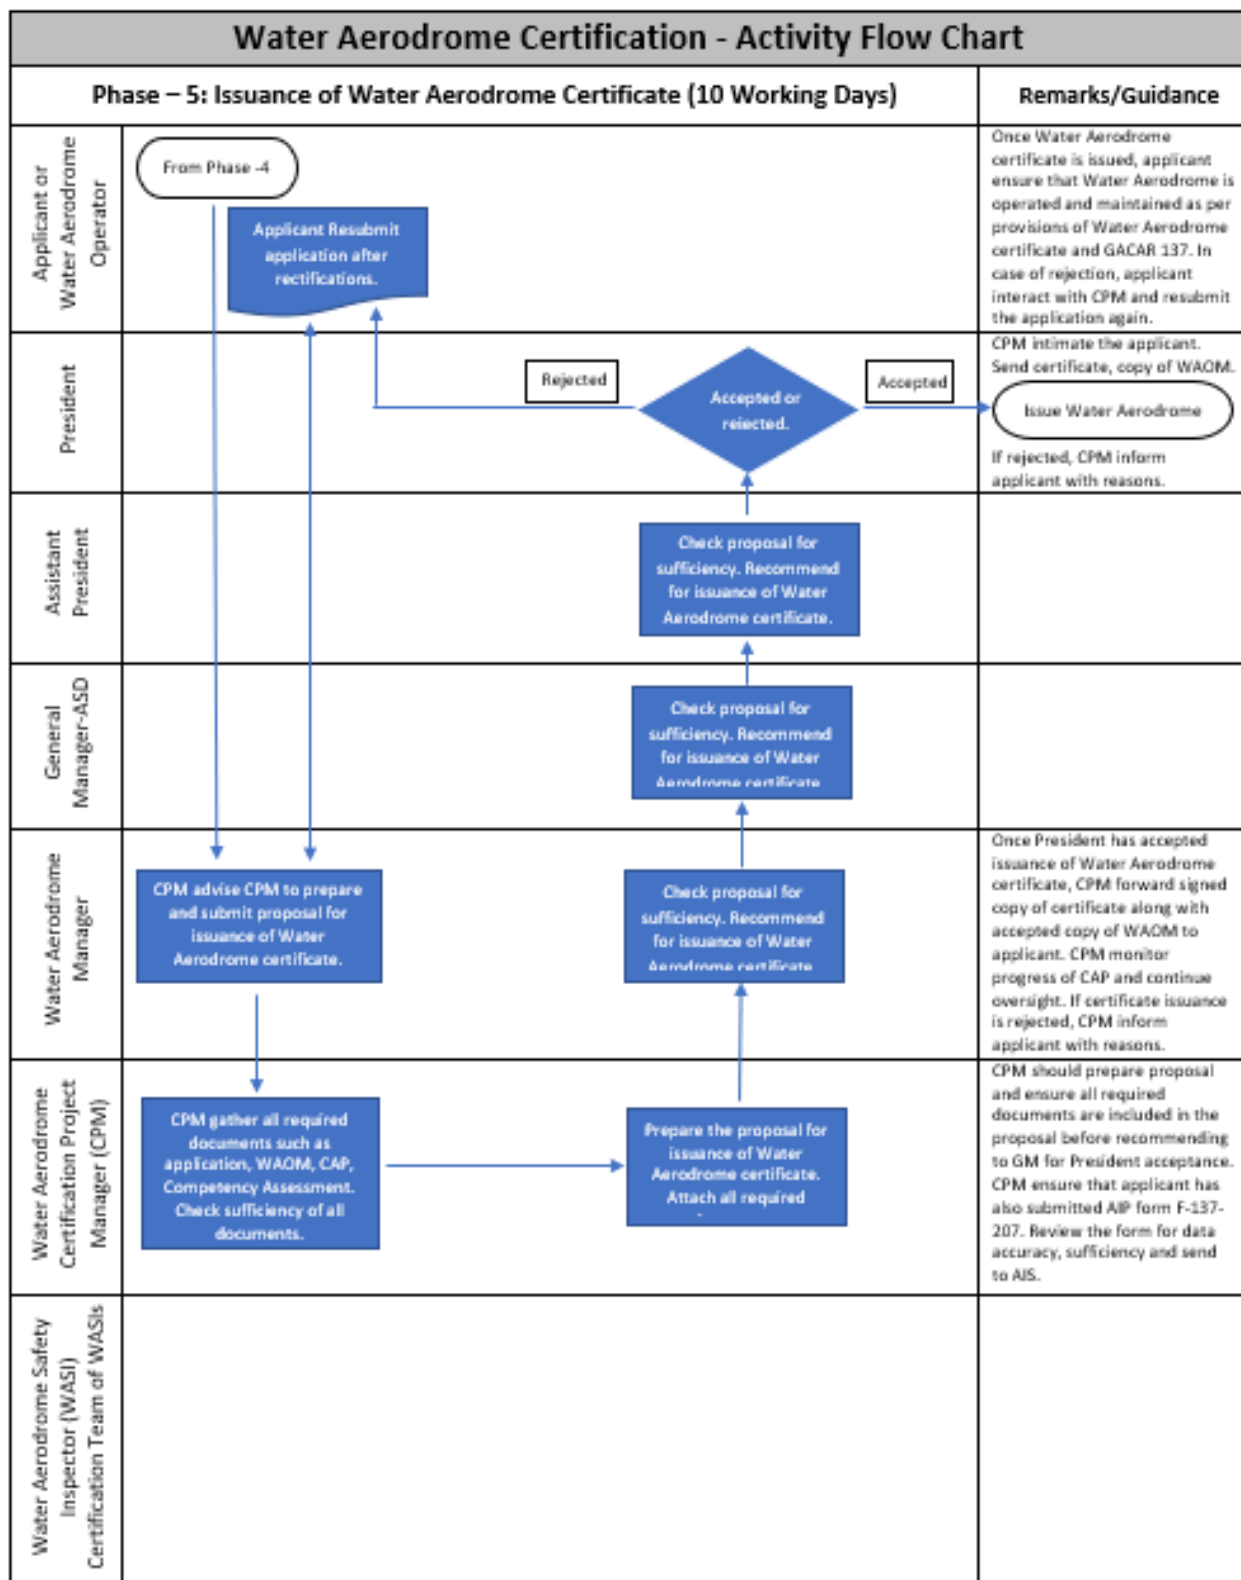 Water Aerodrome Certification - Activity Flow Chart
Phase – 5: Issuance of Water Aerodrome Certificate (10 Working Days)
Remarks/Guidance
Applicant or
Water Aerodrome
Operator
From Phase -4
Applicant Resubmit
application after
rectifications.
Once Water Aerodrome
certificate is issued, applicant
ensure that Water Aerodrome is
operated and maintained as per
provisions of Water Aerodrome
certificate and GACAR 137. In
case of rejection, applicant
interact with CPM and resubmit
the application again.
President
Rejected
Accepted or
rejected.
Accepted
CPM intimate the applicant.
Send certificate, copy of WAOM.
Issue Water Aerodrome
If rejected, CPM inform
applicant with reasons.
Assistant
President
Check proposal for
sufficiency. Recommend
for issuance of Water
Aerodrome certificate.
General
Manager-ASD
Check proposal for
sufficiency. Recommend
for issuance of Water
Aerodrome certificate
Water Aerodrome
Manager
CPM advise CPM to prepare
and submit proposal for
issuance of Water
Aerodrome certificate.
Check proposal for
sufficiency. Recommend
for issuance of Water
Aerodrome certificate
Once President has accepted
issuance of Water Aerodrome
certificate, CPM forward signed
copy of certificate along with
accepted copy of WAOM to
applicant. CPM monitor
progress of CAP and continue
oversight. If certificate issuance
is rejected, CPM inform
applicant with reasons.
Water Aerodrome
Certification Project
Manager (CPM)
CPM gather all required
documents such as
application, WAOM, CAP,
Competency Assessment.
Check sufficiency of all
documents.
Prepare the proposal for
issuance of Water
Aerodrome certificate.
Attach all required
CPM should prepare proposal
and ensure all required
documents are included in the
proposal before recommending
to GM for President acceptance.
CPM ensure that applicant has
also submitted AIP form F-137-
207. Review the form for data
accuracy, sufficiency and send
to AIS.
Water Aerodrome Safety
Inspector (WASI)
Certification Team of WASIs